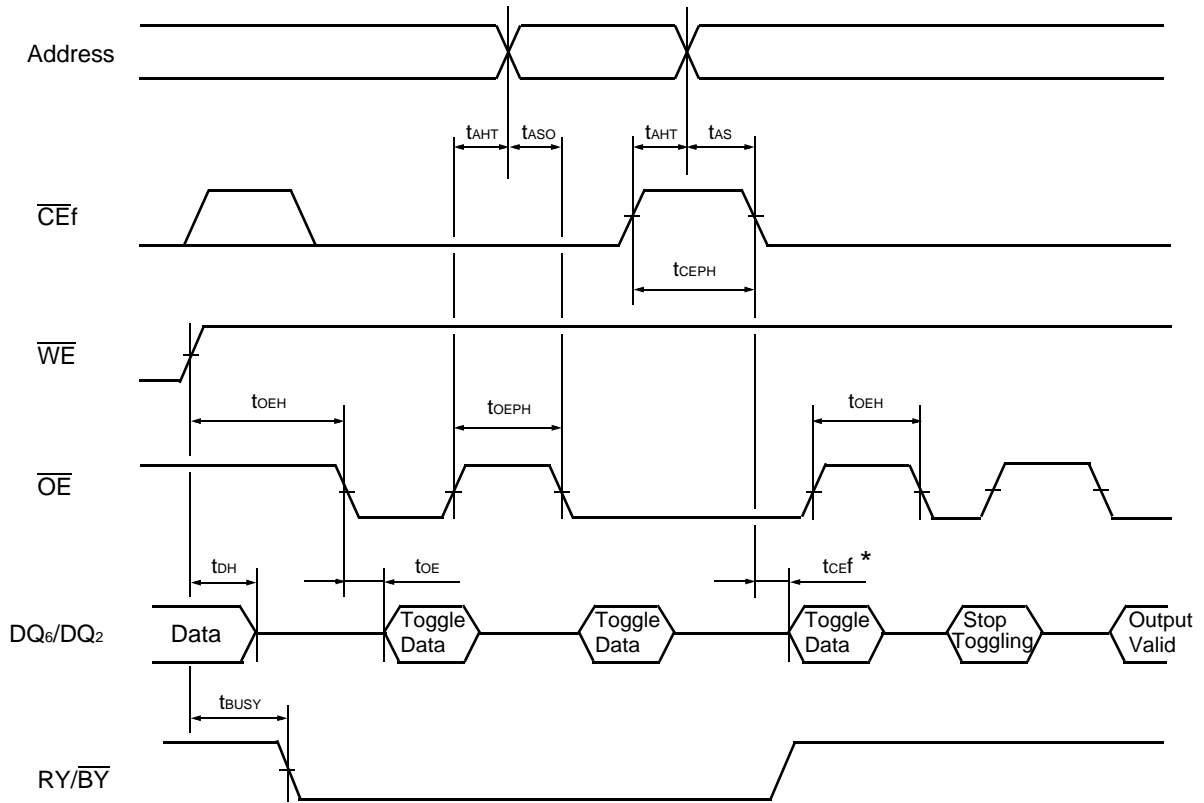 Address
tAHT tASO tAHT tAS
CEf
tCEPH
WE
tOEH tOEPH tOEH
OE
tDH tOE tCEf *
DQ6/DQ2 Data Toggle Data Toggle Data Toggle Data Stop Toggling Output Valid
tBUSY
RY/BY